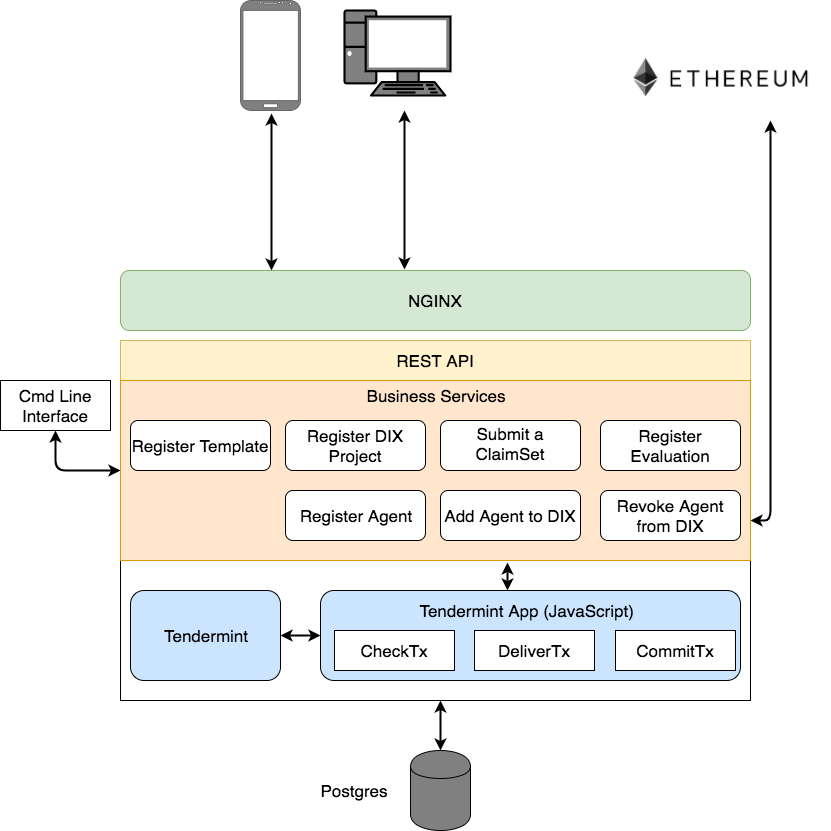 ETHEREUM
NGINX
REST API
Cmd Line
Interface
Business Services
Register Template
Register DIX
Project
Submit a
ClaimSet
Register
Evaluation
Register Agent
Add Agent to DIX
Revoke Agent
from DIX
Tendermint
Tendermint App (JavaScript)
CheckTx
DeliverTx
CommitTx
Postgres